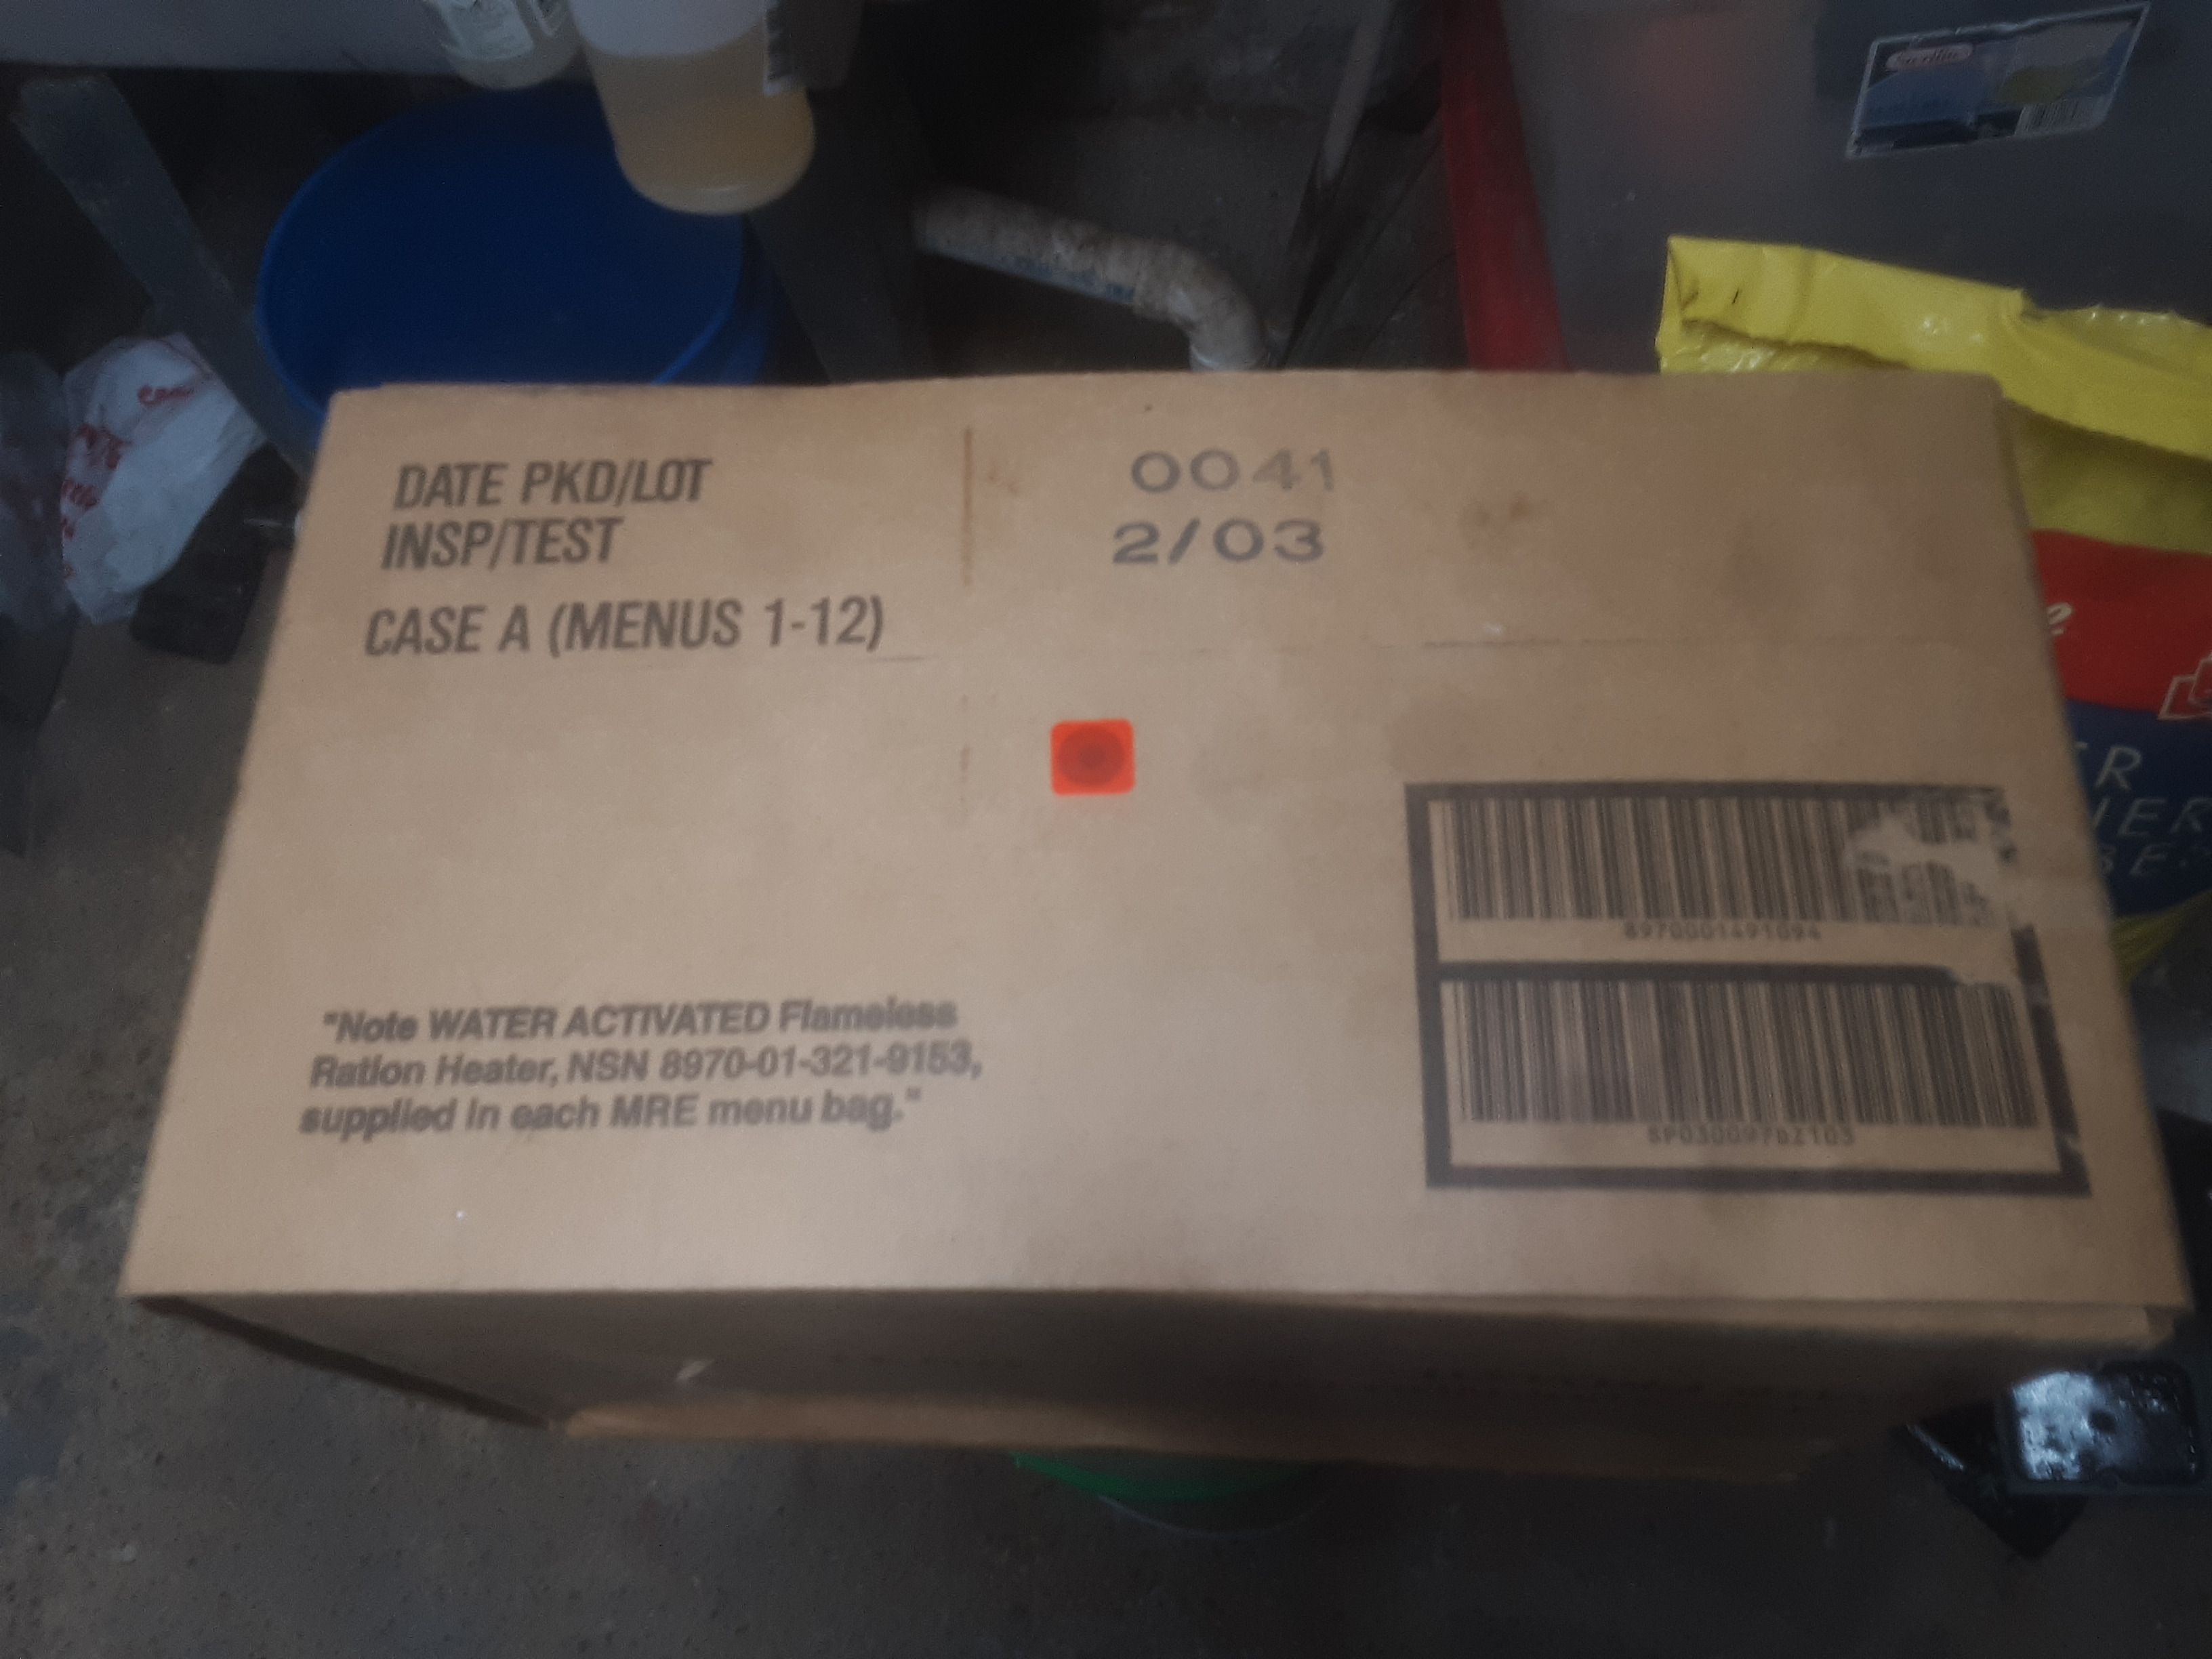 DATE PKD/LOT 0041
INSP/TEST 2/03
CASE A (MENUS 1-12)
"Note WATER ACTIVATED Flameless
Ration Heater, NSN 8970-01-321-9153,
supplied in each MRE menu bag."
8970001491094